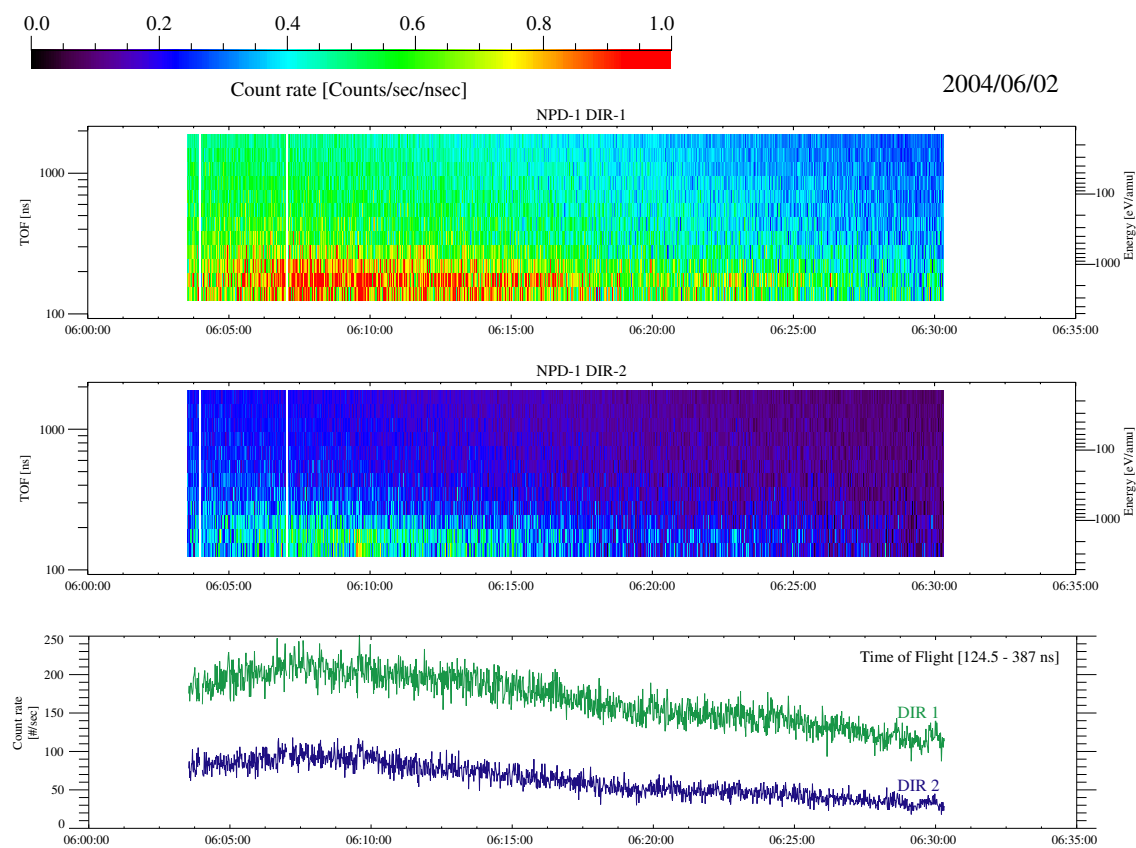 0.0 0.2 0.4 0.6 0.8 1.0
Count rate [Counts/sec/nsec]
2004/06/02
NPD-1 DIR-1
TOF [ns]
1000
100
Energy [eV/amu]
100
1000
06:00:00 06:05:00 06:10:00 06:15:00 06:20:00 06:25:00 06:30:00 06:35:00
NPD-1 DIR-2
TOF [ns]
1000
100
Energy [eV/amu]
100
1000
06:00:00 06:05:00 06:10:00 06:15:00 06:20:00 06:25:00 06:30:00 06:35:00
Count rate
[#/sec]
250
200
150
100
50
0
Time of Flight [124.5 - 387 ns]
DIR 1
DIR 2
06:00:00 06:05:00 06:10:00 06:15:00 06:20:00 06:25:00 06:30:00 06:35:00